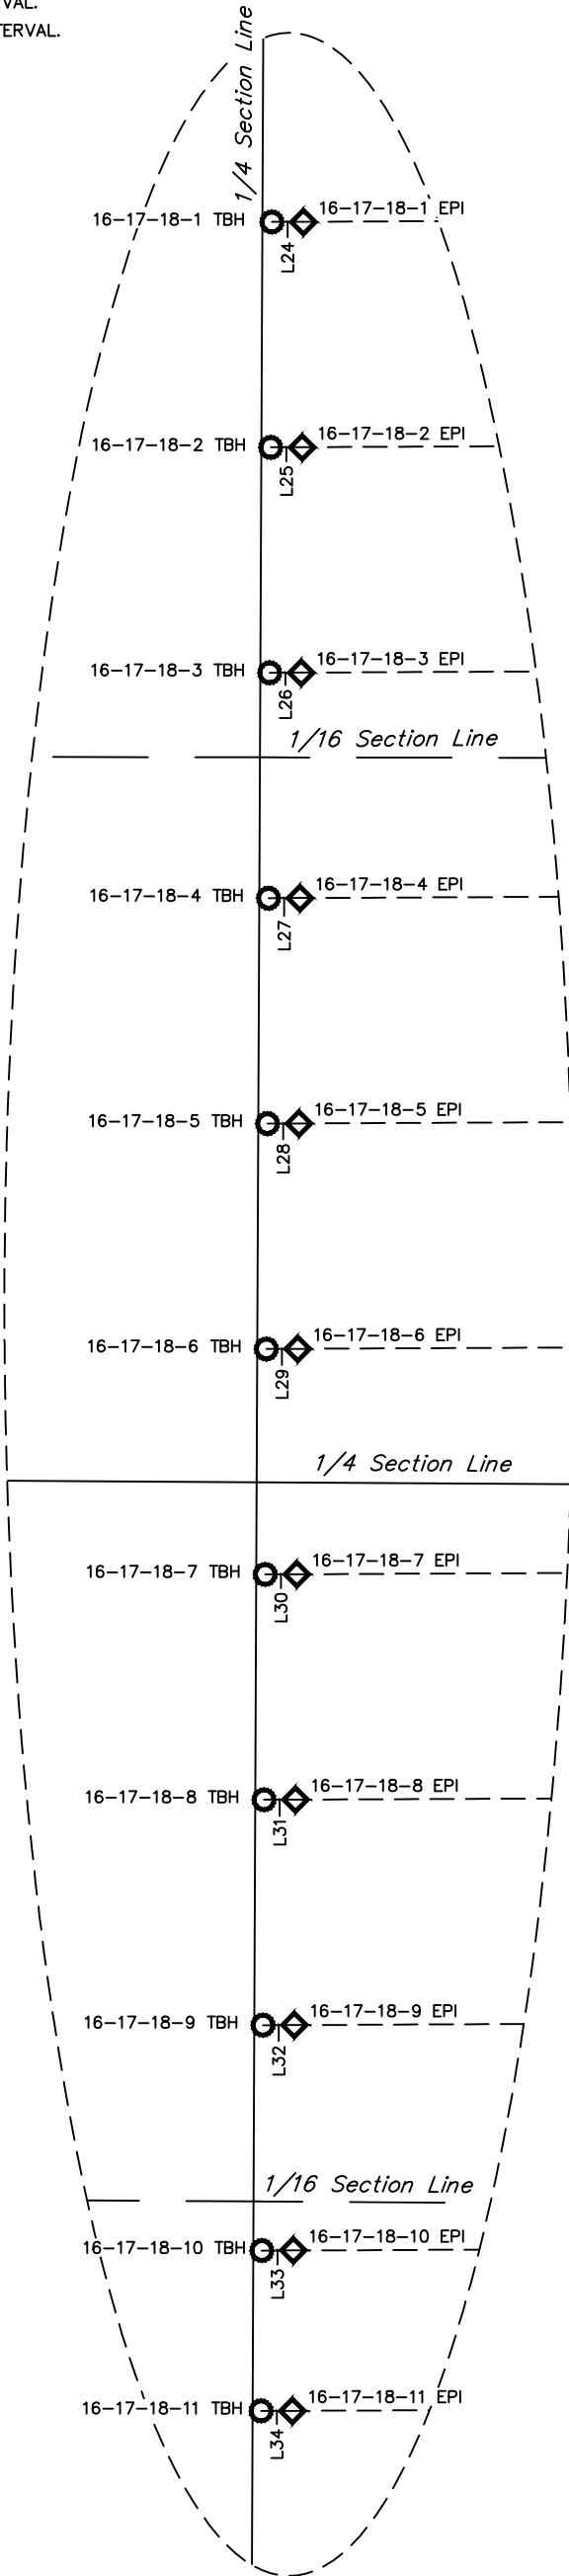 TERVAL.
1/4 Section Line
16-17-18-1 TBH
16-17-18-1 EPI
L24
16-17-18-2 TBH
16-17-18-2 EPI
L25
16-17-18-3 TBH
16-17-18-3 EPI
L26
1/16 Section Line
16-17-18-4 TBH
16-17-18-4 EPI
L27
16-17-18-5 TBH
16-17-18-5 EPI
L28
16-17-18-6 TBH
16-17-18-6 EPI
L29
1/4 Section Line
16-17-18-7 TBH
16-17-18-7 EPI
L30
16-17-18-8 TBH
16-17-18-8 EPI
L31
16-17-18-9 TBH
16-17-18-9 EPI
L32
1/16 Section Line
16-17-18-10 TBH
16-17-18-10 EPI
L33
16-17-18-11 TBH
16-17-18-11 EPI
L34